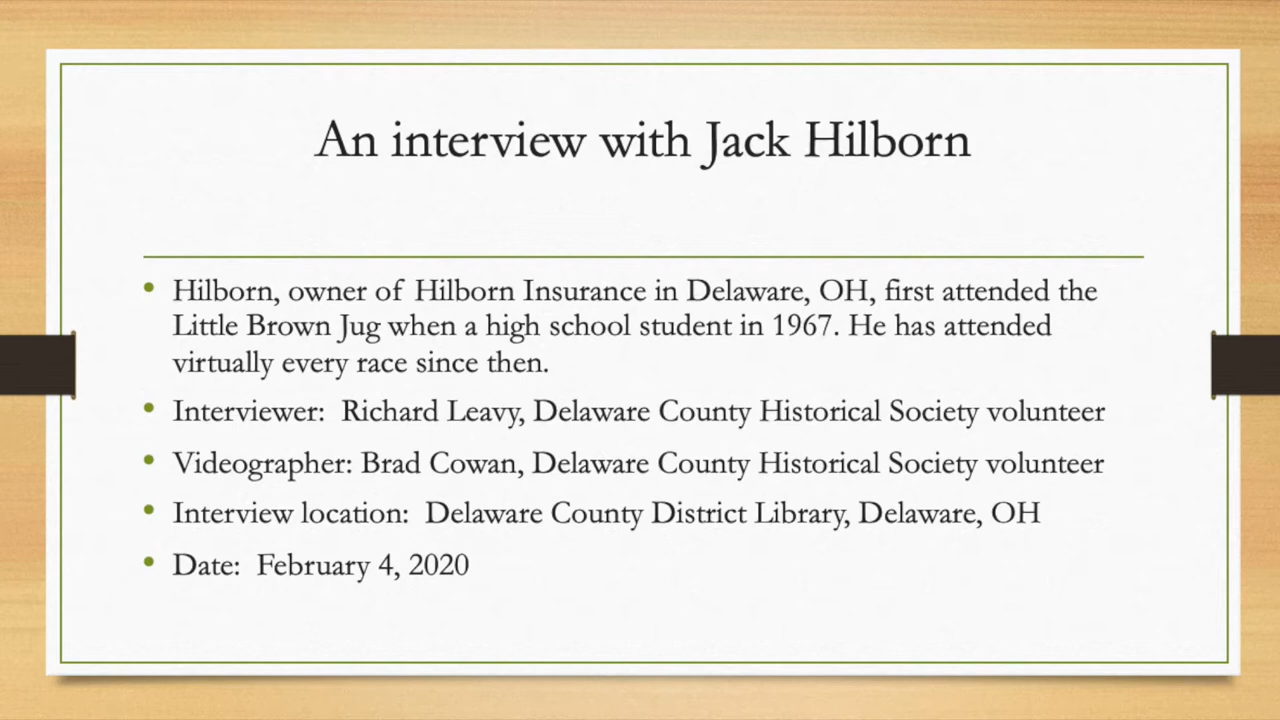 An interview with Jack Hilborn
• Hilborn, owner of Hilborn Insurance in Delaware, OH, first attended the
Little Brown Jug when a high school student in 1967. He has attended
virtually every race since then.
• Interviewer:  Richard Leavy, Delaware County Historical Society volunteer
• Videographer: Brad Cowan, Delaware County Historical Society volunteer
• Interview location:  Delaware County District Library, Delaware, OH
• Date:  February 4, 2020